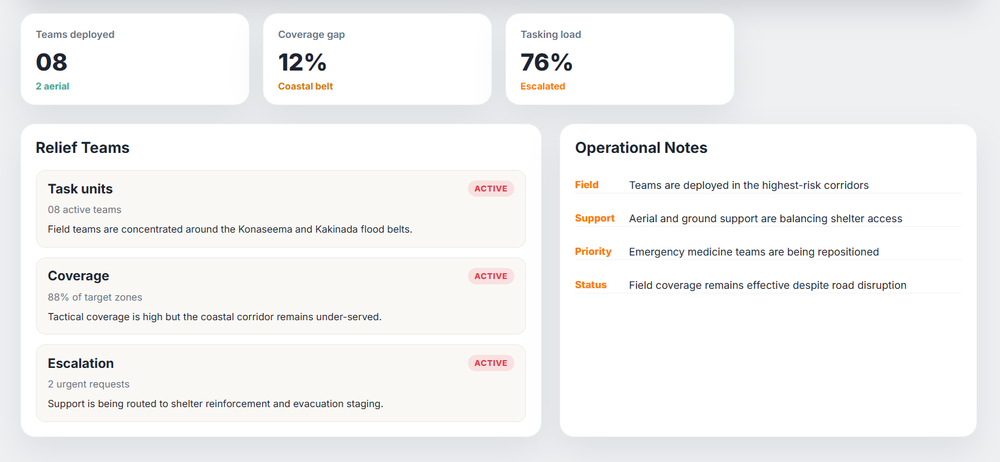 Teams deployed
08
2 aerial
Coverage gap
12%
Coastal belt
Tasking load
76%
Escalated
Relief Teams
Task units
ACTIVE
08 active teams
Field teams are concentrated around the Konaseema and Kakinada flood belts.
Coverage
ACTIVE
88% of target zones
Tactical coverage is high but the coastal corridor remains under-served.
Escalation
ACTIVE
2 urgent requests
Support is being routed to shelter reinforcement and evacuation staging.
Operational Notes
Field Teams are deployed in the highest-risk corridors
Support Aerial and ground support are balancing shelter access
Priority Emergency medicine teams are being repositioned
Status Field coverage remains effective despite road disruption